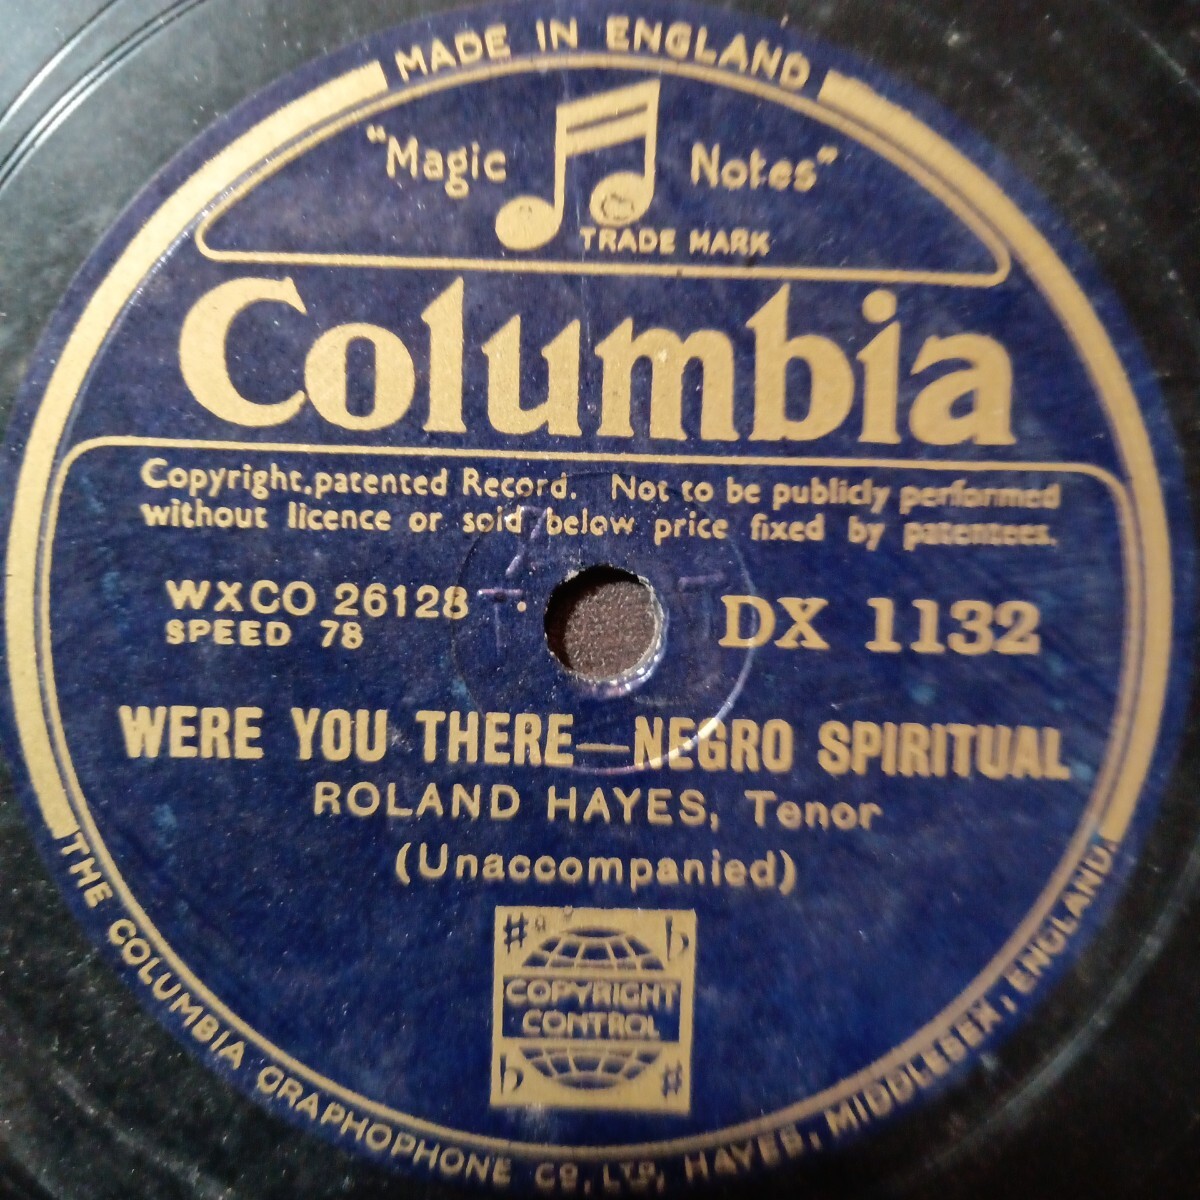 MADE IN ENGLAND
"Magic Notes"
TRADE MARK
Columbia
Copyright, patented Record. Not to be publicly performed
without licence or sold below price fixed by patentees.
WXCO 26128
SPEED 78
DX 1132
WERE YOU THERE—NEGRO SPIRITUAL
ROLAND HAYES, Tenor
(Unaccompanied)
♯ ♭
COPYRIGHT
CONTROL
♭ ♯
THE COLUMBIA GRAPHOPHONE CO., LTD., HAYES, MIDDLESEX, ENGLAND.